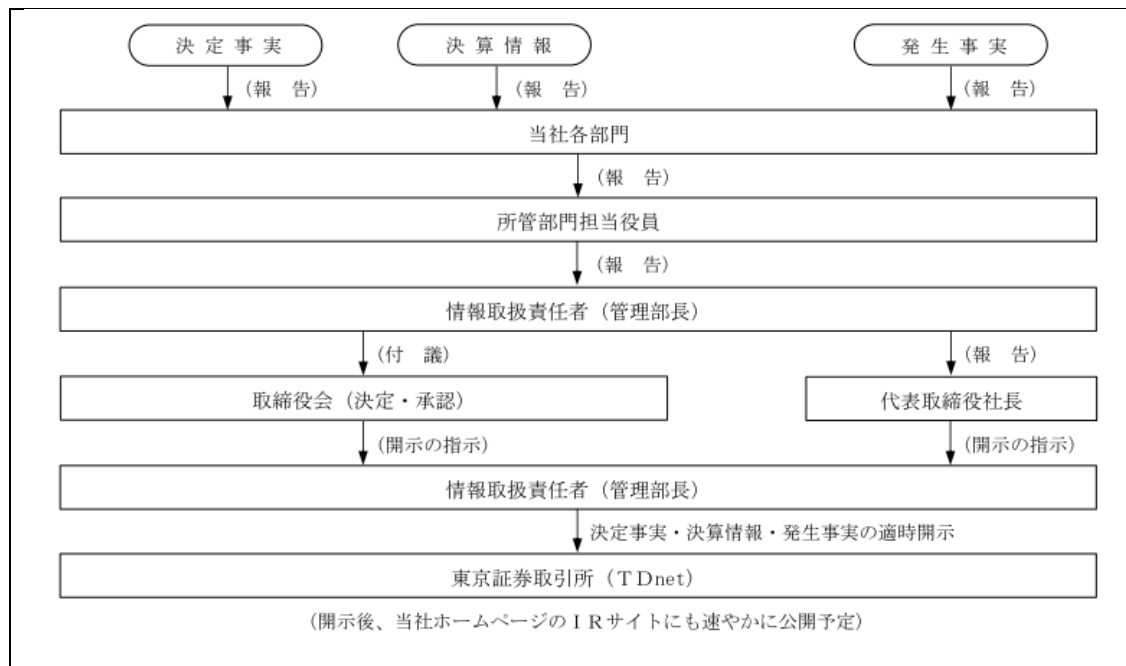 決定事実 決算情報 発生事実
(報 告) (報 告) (報 告)
当社各部門
(報 告)
所管部門担当役員
(報 告)
情報取扱責任者（管理部長）
(付 議) (報 告)
取締役会（決定・承認） 代表取締役社長
(開示の指示) (開示の指示)
情報取扱責任者（管理部長）
決定事実・決算情報・発生事実の適時開示
東京証券取引所（ＴＤnet）
(開示後、当社ホームページのＩＲサイトにも速やかに公開予定)